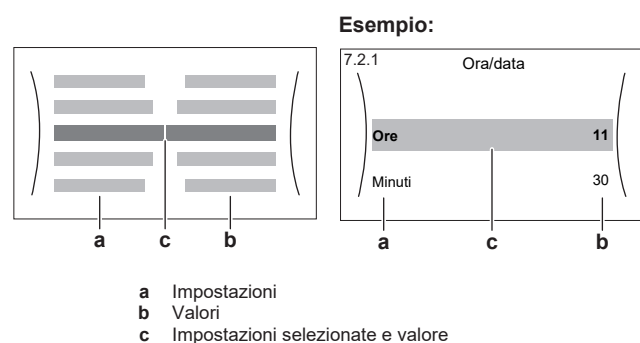 Esempio:
7.2.1 Ora/data
Ore 11
Minuti 30
a c b
a c b
a Impostazioni
b Valori
c Impostazioni selezionate e valore